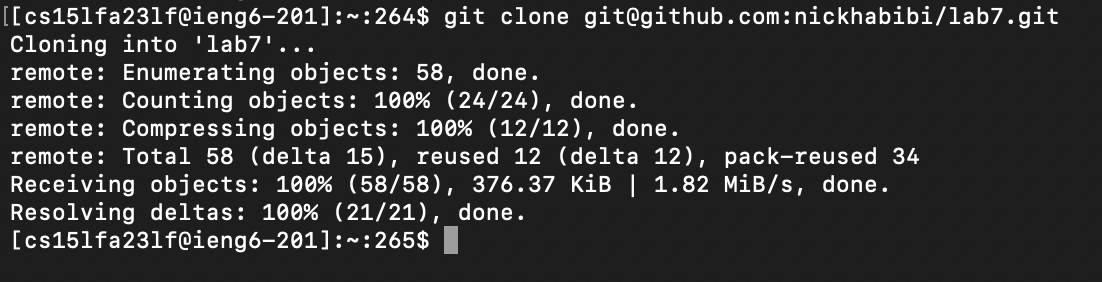 [[cs15lfa23lf@ieng6-201]:~:264$ git clone git@github.com:nickhabibi/lab7.git
Cloning into 'lab7'...
remote: Enumerating objects: 58, done.
remote: Counting objects: 100% (24/24), done.
remote: Compressing objects: 100% (12/12), done.
remote: Total 58 (delta 15), reused 12 (delta 12), pack-reused 34
Receiving objects: 100% (58/58), 376.37 KiB | 1.82 MiB/s, done.
Resolving deltas: 100% (21/21), done.
[cs15lfa23lf@ieng6-201]:~:265$